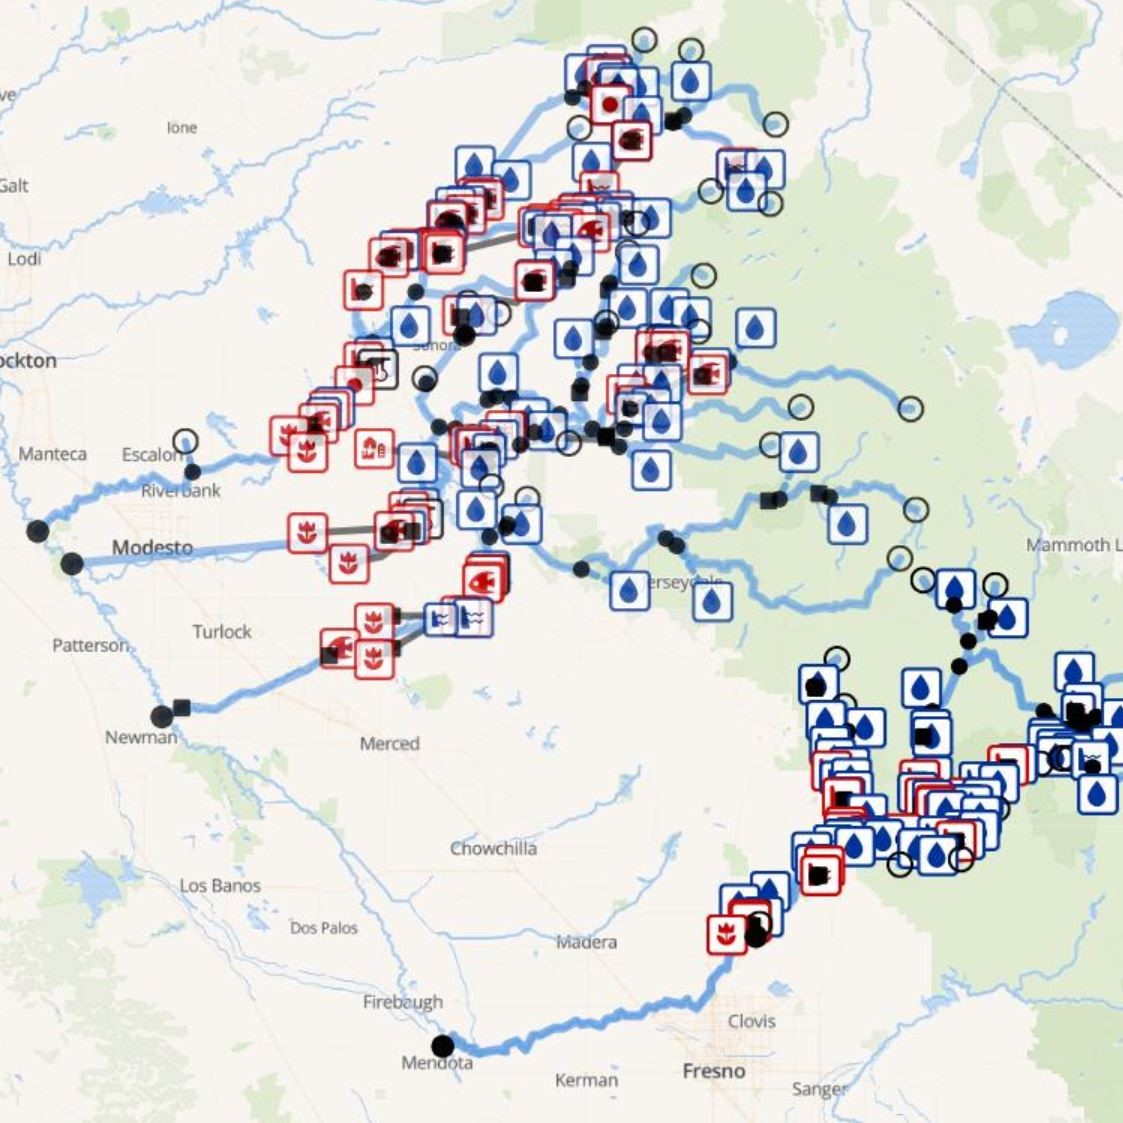 ve
Ione
Galt
Lodi
Sonora
ockton
Manteca
Escalon
Riverbank
Modesto
Mammoth L
erseydale
Turlock
Patterson
Newman
Merced
Chowchilla
Los Banos
Dos Palos
Madera
Firebaugh
Clovis
Mendota
Fresno
Kerman
Sanger